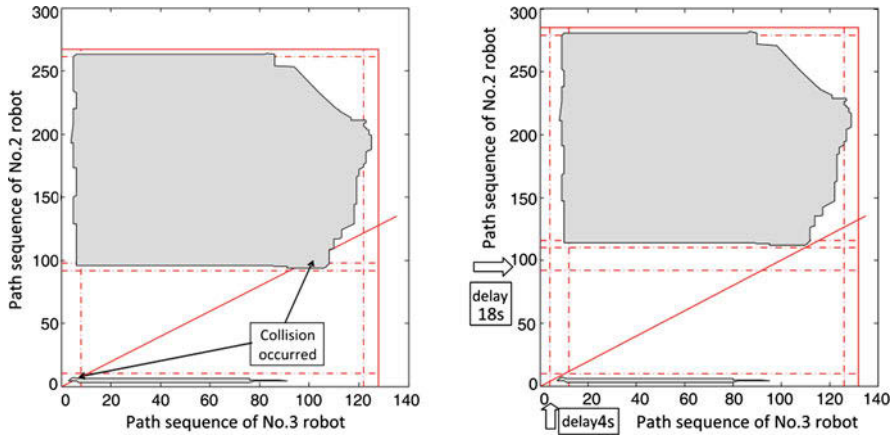 300
250
200
150
100
50
0
Path sequence of No.2 robot
Collision
occurred
0 20 40 60 80 100 120 140
Path sequence of No.3 robot
300
250
200
150
100
50
0
Path sequence of No.2 robot
delay
18s
0 20 40 60 80 100 120 140
delay4s
Path sequence of No.3 robot